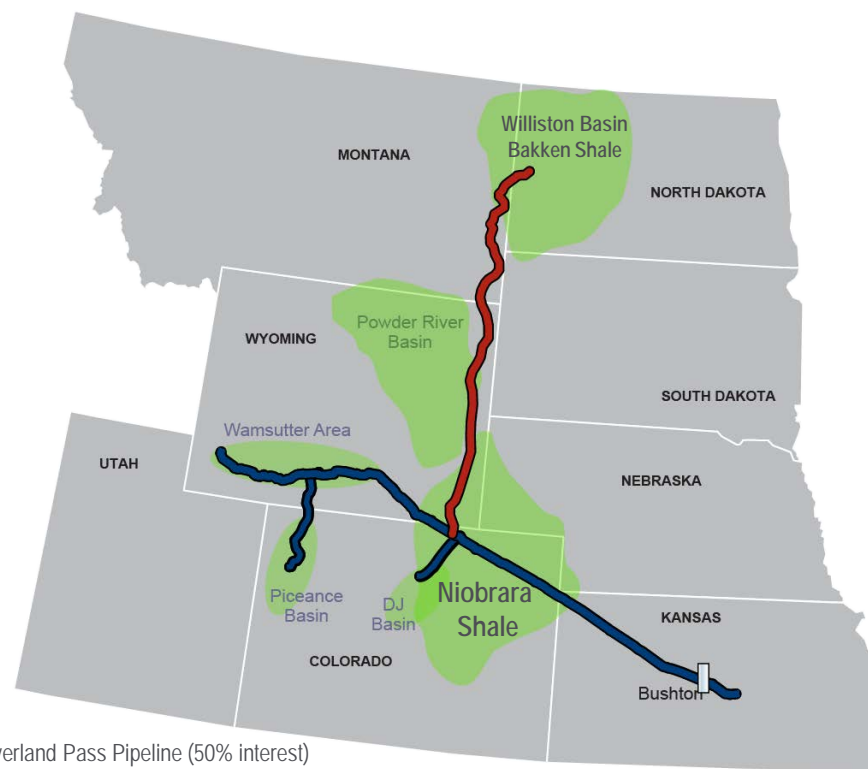 Williston Basin
Bakken Shale
MONTANA
NORTH DAKOTA
Powder River
Basin
WYOMING
SOUTH DAKOTA
Wamsutter Area
UTAH
NEBRASKA
Piceance
Basin
DJ
Basin
Niobrara
Shale
KANSAS
COLORADO
Bushton
verland Pass Pipeline (50% interest)